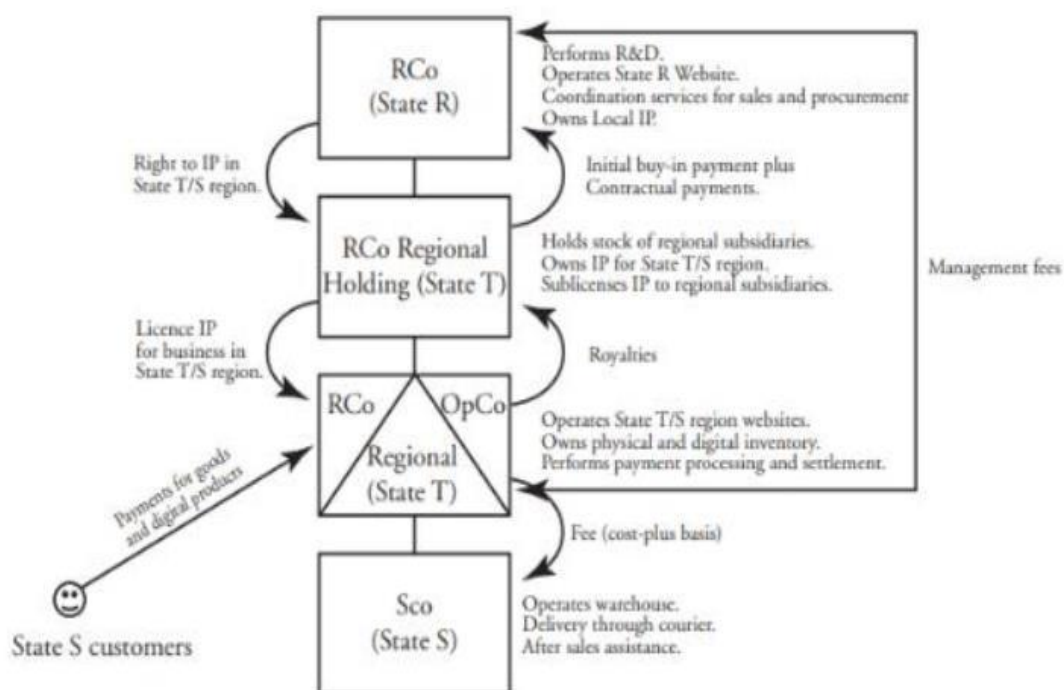 RCo
(State R)
Performs R&D.
Operates State R Website.
Coordination services for sales and procurement
Owns Local IP.
Right to IP in
State T/S region.
Initial buy-in payment plus
Contractual payments.
RCo Regional
Holding (State T)
Holds stock of regional subsidiaries.
Owns IP for State T/S region.
Sublicenses IP to regional subsidiaries.
Management fees
Licence IP
for business in
State T/S region.
Royalties
RCo
OpCo
Regional
(State T)
Operates State T/S region websites.
Owns physical and digital inventory.
Performs payment processing and settlement.
Payments for goods
and digital products
Fee (cost-plus basis)
Sco
(State S)
Operates warehouse.
Delivery through courier.
After sales assistance.
State S customers